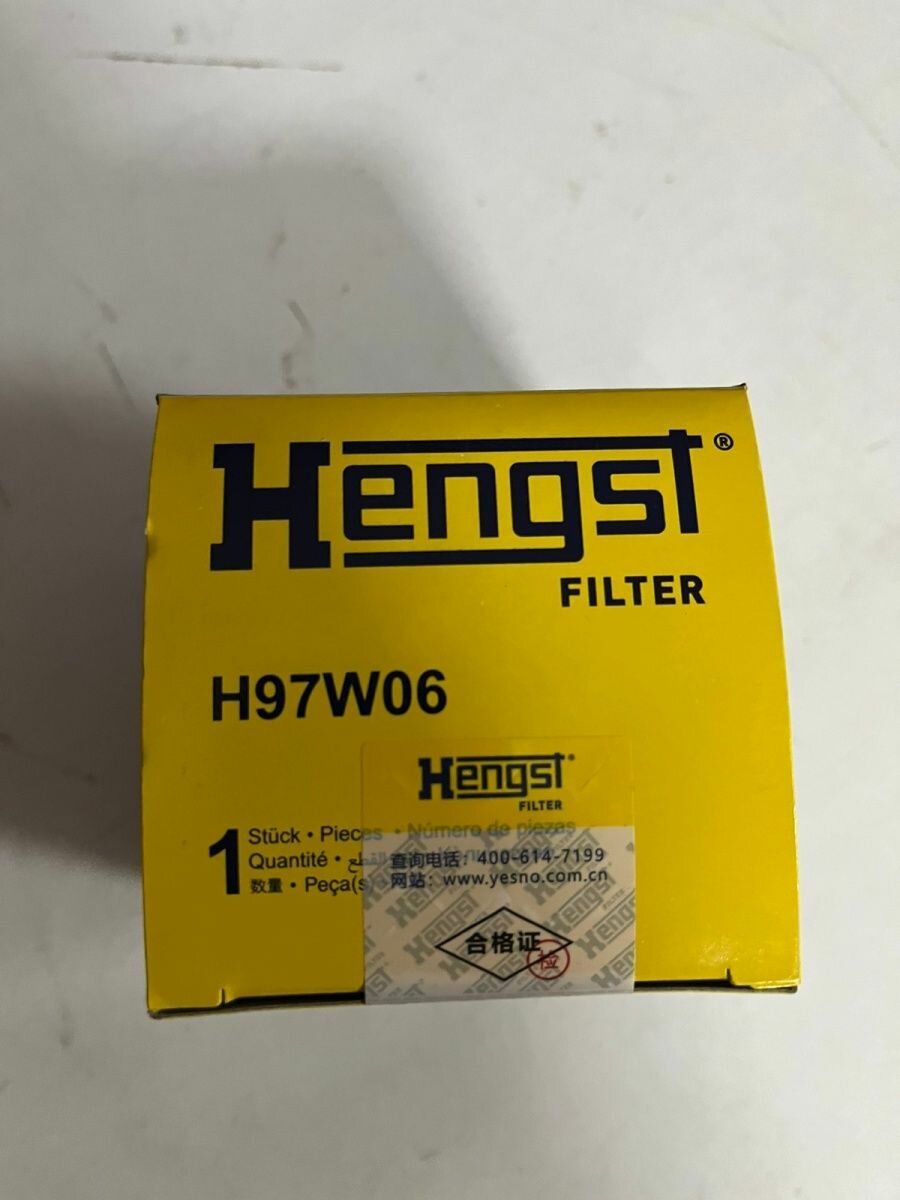 Hengst®
FILTER
H97W06
1
Stück • Pieces • Número de piezas
Quantité •
数量 • Peça(s)
Hengst®
FILTER
查询电话：400-614-7199
网站：www.yesno.com.cn
合格证
检